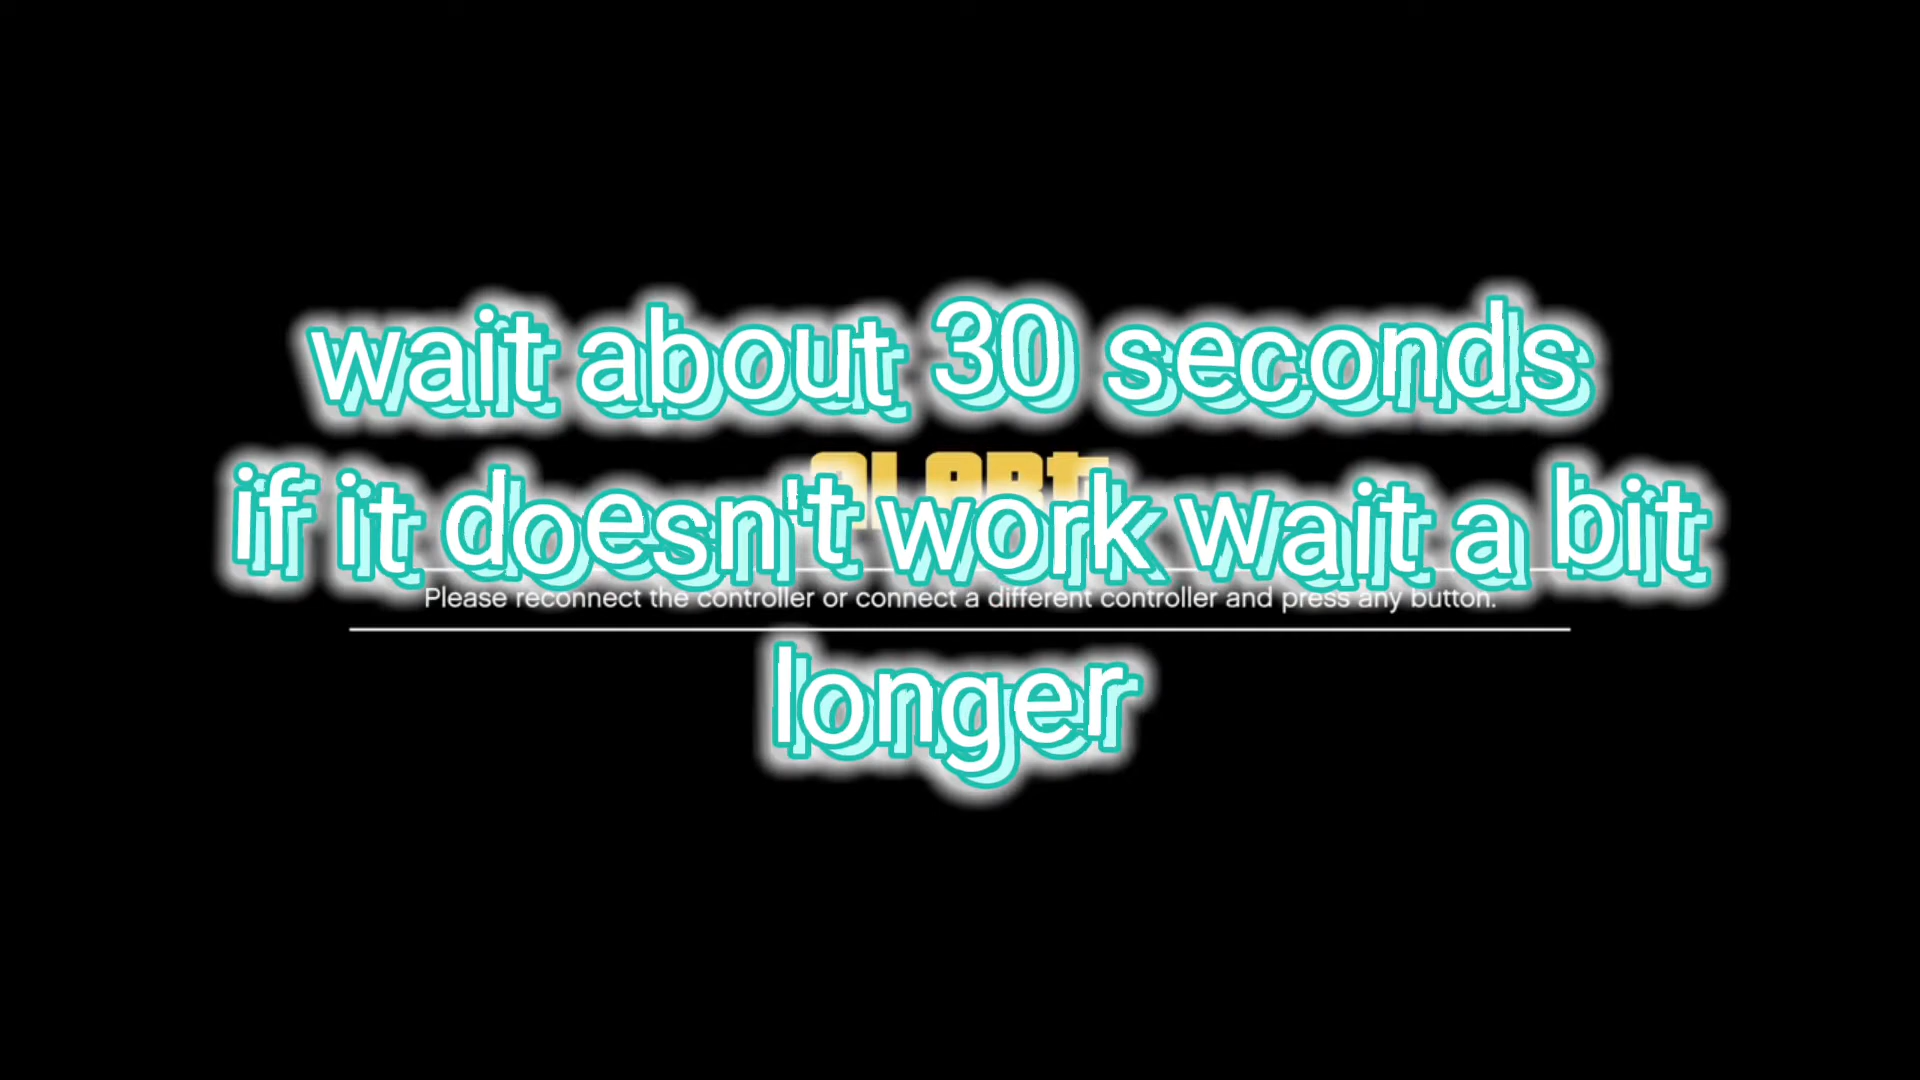 wait about 30 seconds
alert
if it doesn't work wait a bit
Please reconnect the controller or connect a different controller and press any button.
longer